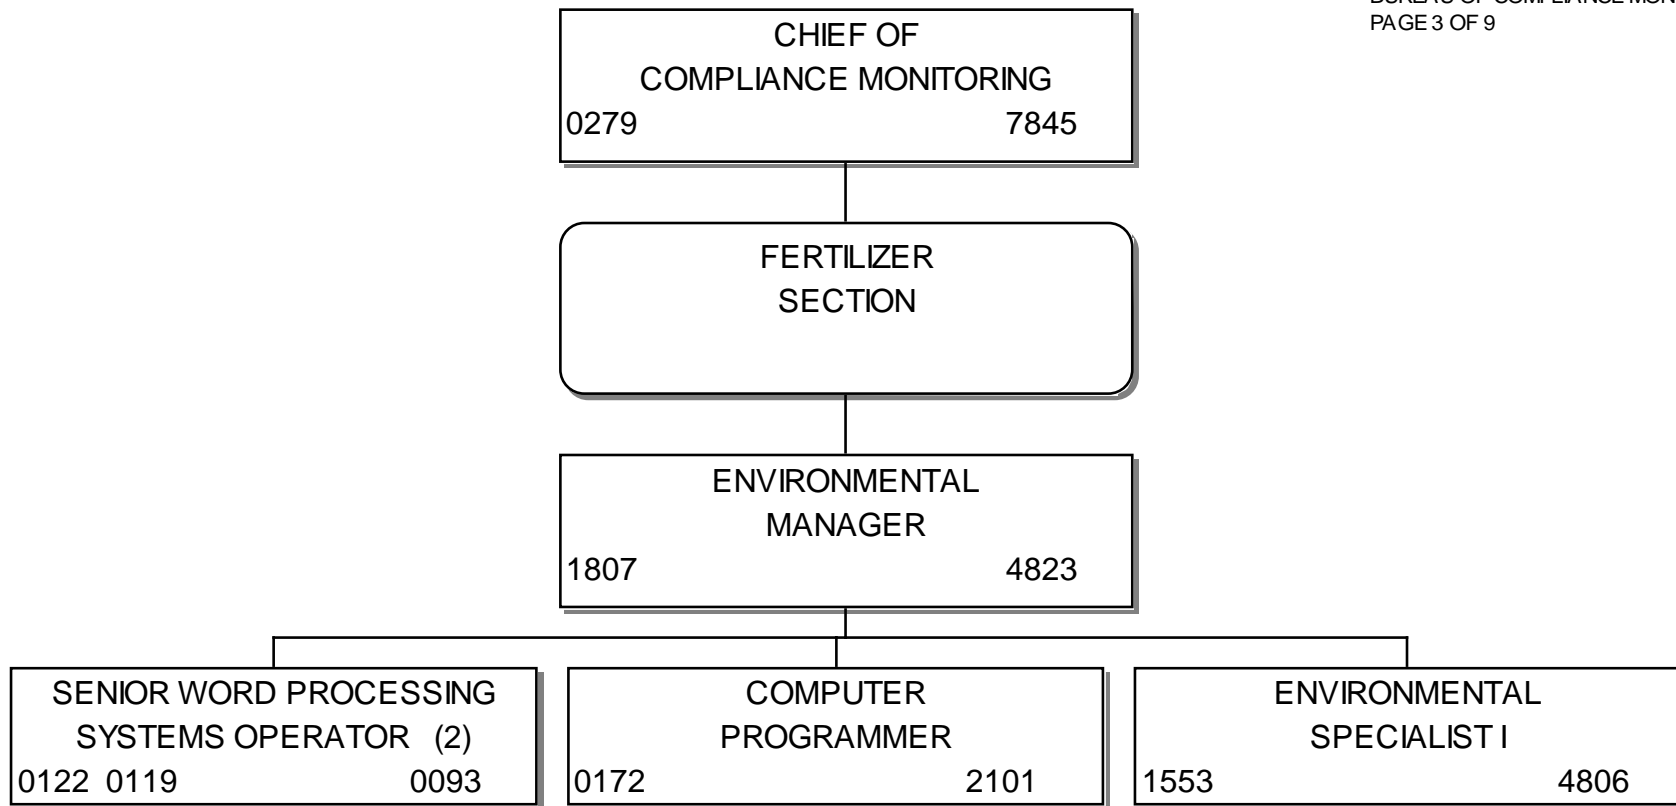 PAGE 3 OF 9
CHIEF OF
COMPLIANCE MONITORING
0279 7845
FERTILIZER
SECTION
ENVIRONMENTAL
MANAGER
1807 4823
SENIOR WORD PROCESSING
SYSTEMS OPERATOR (2)
0122 0119 0093
COMPUTER
PROGRAMMER
0172 2101
ENVIRONMENTAL
SPECIALIST I
1553 4806